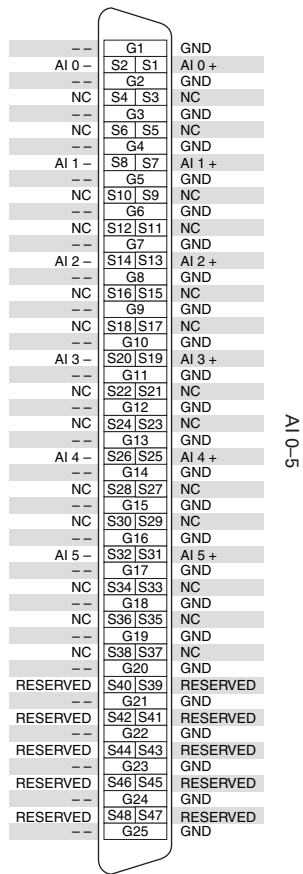 – – G1 GND
AI 0 – S2 S1 AI 0 +
– – G2 GND
NC S4 S3 NC
– – G3 GND
NC S6 S5 NC
– – G4 GND
AI 1 – S8 S7 AI 1 +
– – G5 GND
NC S10 S9 NC
– – G6 GND
NC S12 S11 NC
– – G7 GND
AI 2 – S14 S13 AI 2 +
– – G8 GND
NC S16 S15 NC
– – G9 GND
NC S18 S17 NC
– – G10 GND
AI 3 – S20 S19 AI 3 +
– – G11 GND
NC S22 S21 NC
– – G12 GND
NC S24 S23 NC
– – G13 GND
AI 4 – S26 S25 AI 4 +
– – G14 GND
NC S28 S27 NC
– – G15 GND
NC S30 S29 NC
– – G16 GND
AI 5 – S32 S31 AI 5 +
– – G17 GND
NC S34 S33 NC
– – G18 GND
NC S36 S35 NC
– – G19 GND
NC S38 S37 NC
– – G20 GND
RESERVED S40 S39 RESERVED
– – G21 GND
RESERVED S42 S41 RESERVED
– – G22 GND
RESERVED S44 S43 RESERVED
– – G23 GND
RESERVED S46 S45 RESERVED
– – G24 GND
RESERVED S48 S47 RESERVED
– – G25 GND
AI 0–5